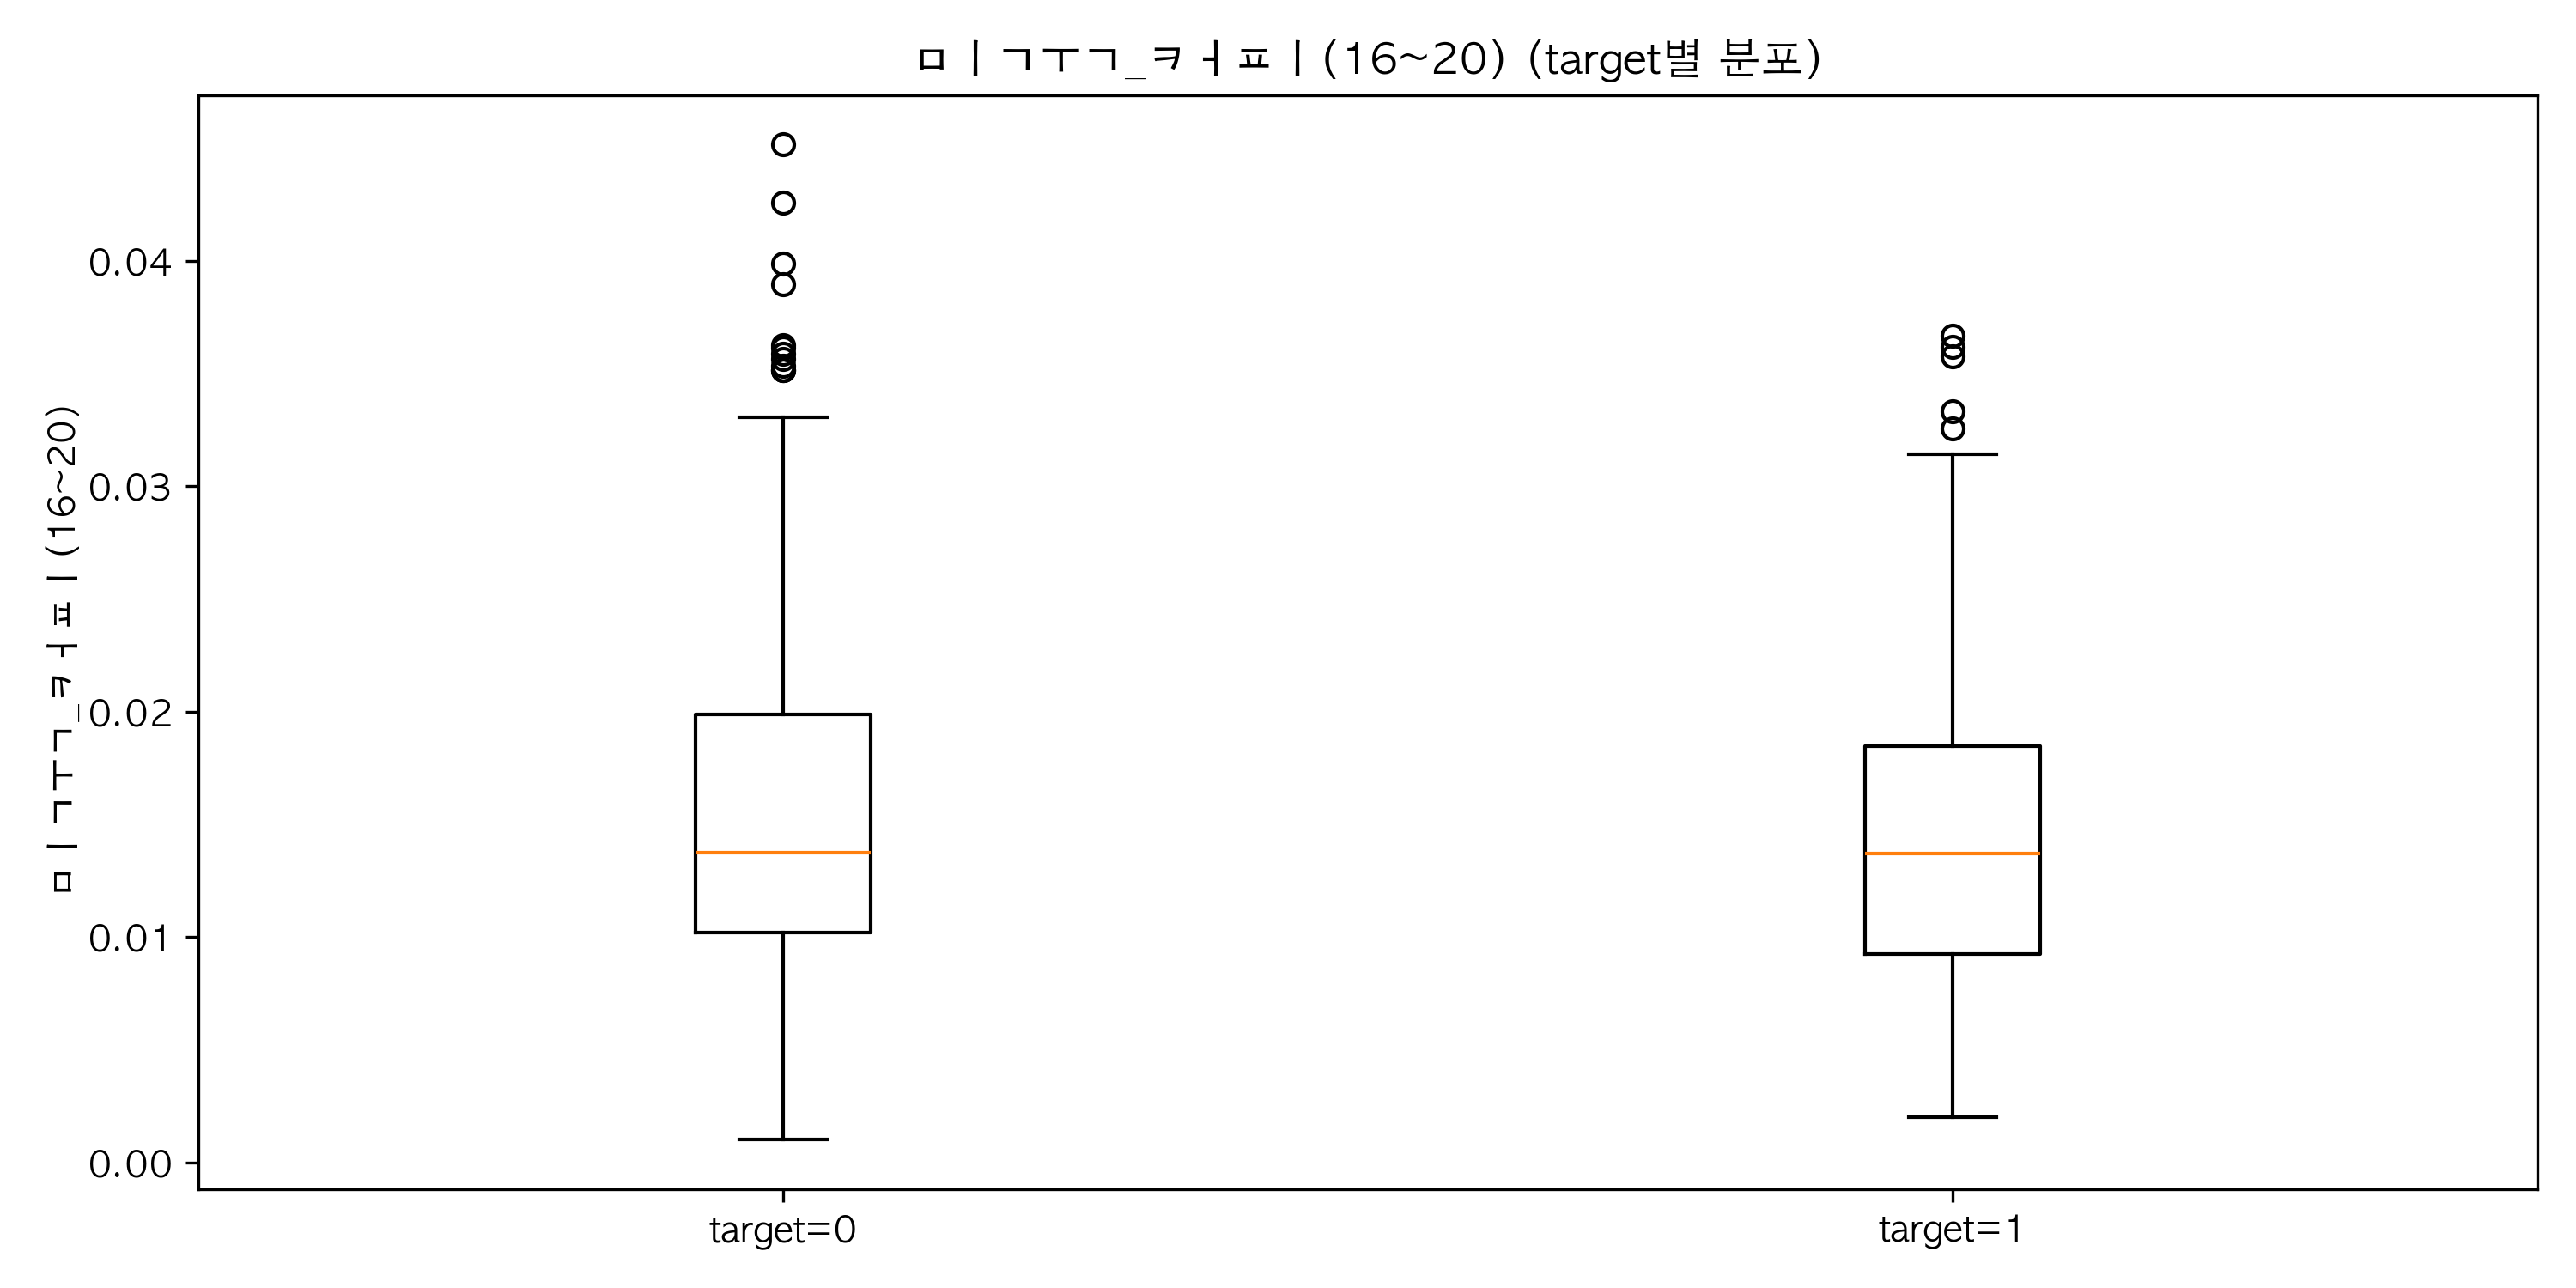 ㅁㅣㄱㅜㄱ_ㅋㅓㅍㅣ(16~20) (target별 분포)
ㅁㅣㄱㅜㄱ_ㅋㅓㅍㅣ(16~20)
0.04
0.03
0.02
0.01
0.00
target=0
target=1